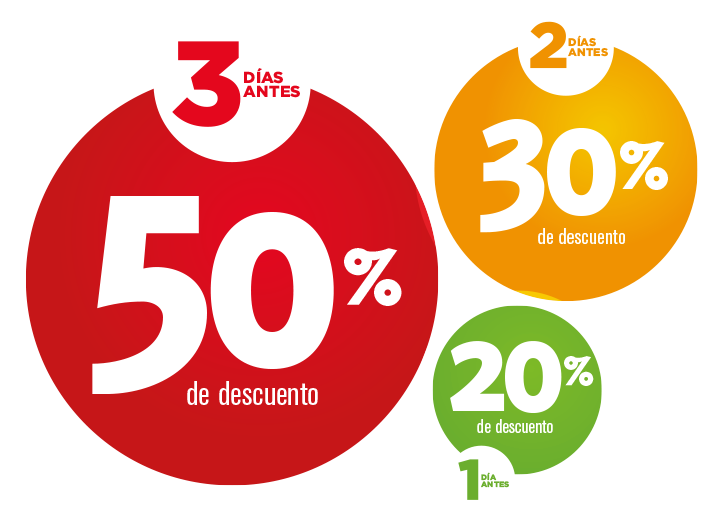 3 DÍAS
ANTES
50%
de descuento
2 DÍAS
ANTES
30%
de descuento
20%
de descuento
1 DÍA
ANTES